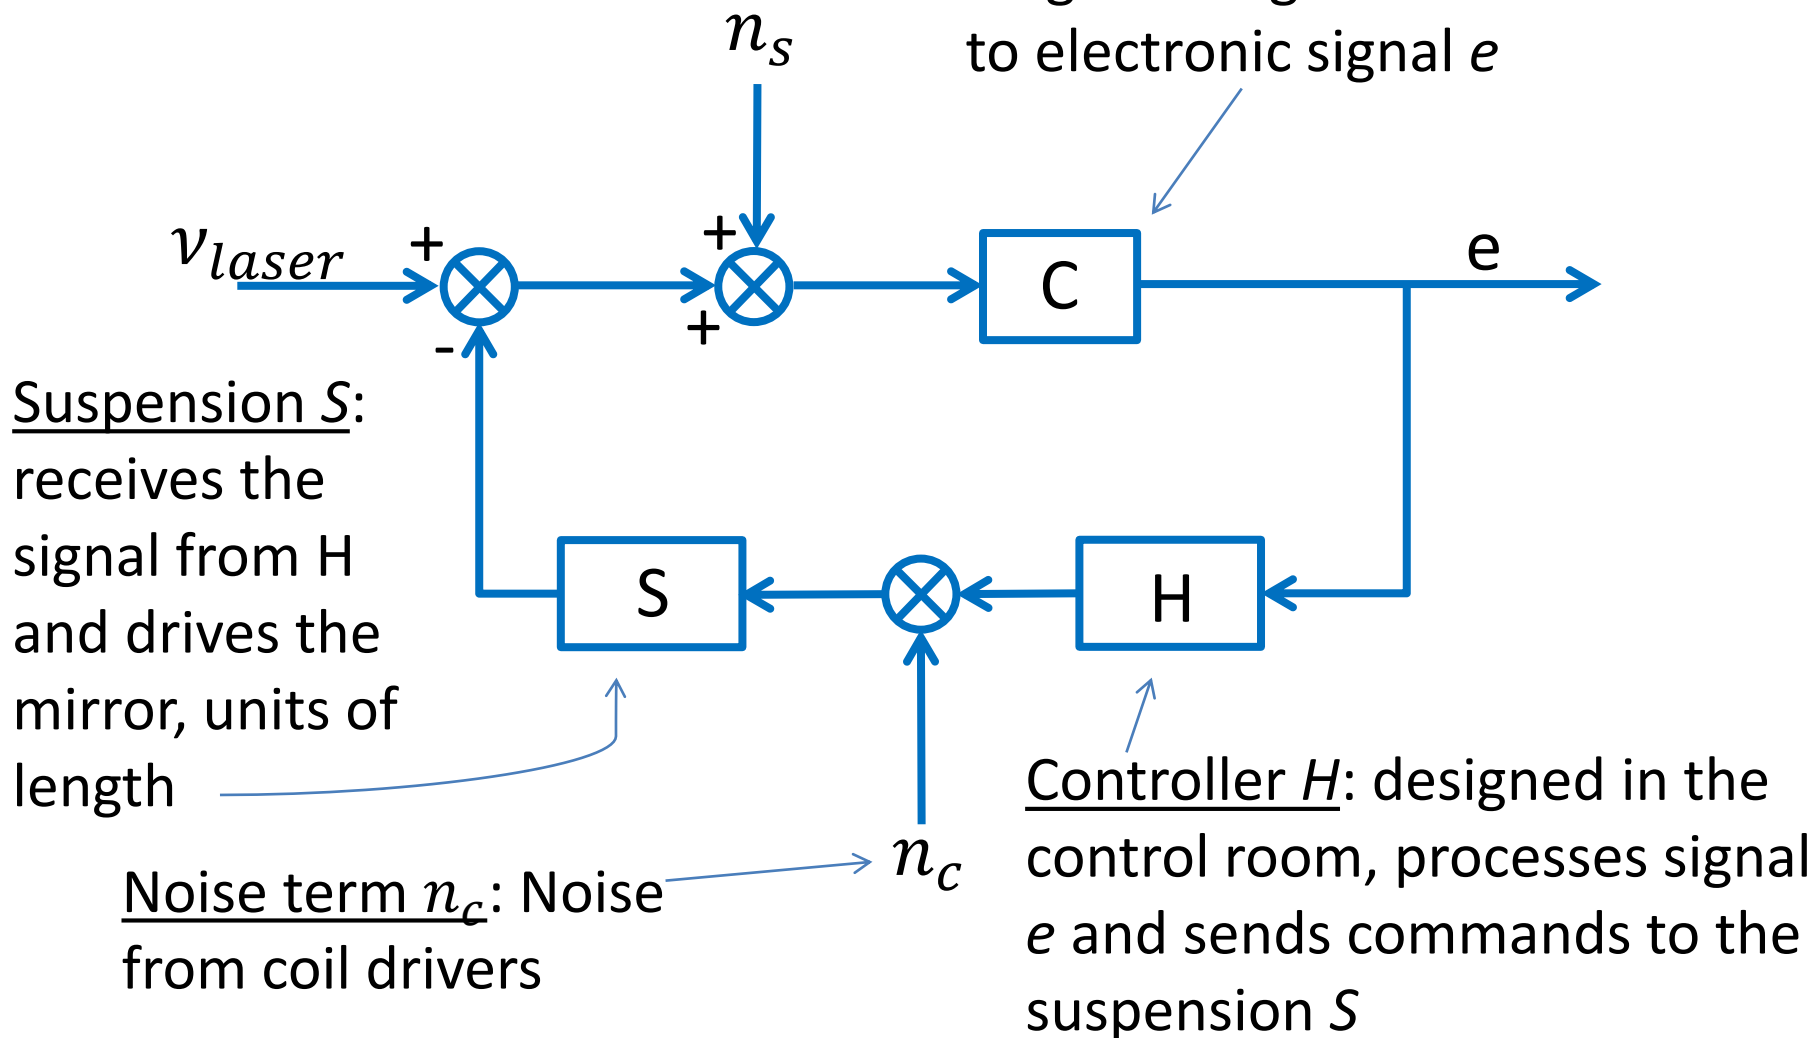 to electronic signal e
n_s
ν_laser
+
-
+
+
C
e
Suspension S:
receives the
signal from H
and drives the
mirror, units of
length
S
H
n_c
Noise term n_c: Noise
from coil drivers
Controller H: designed in the
control room, processes signal
e and sends commands to the
suspension S